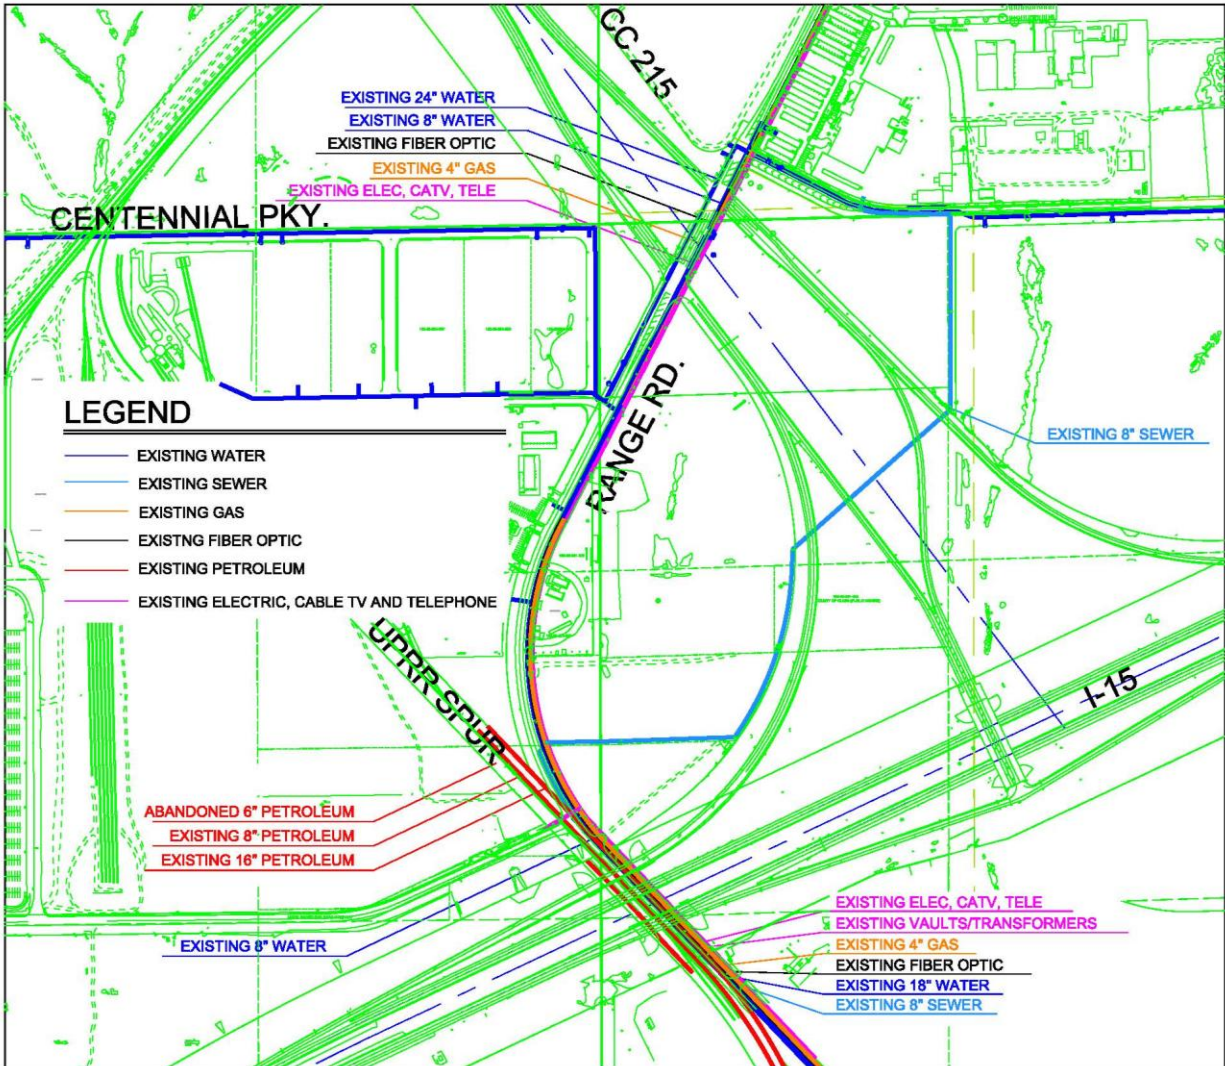 CC 215
EXISTING 24" WATER
EXISTING 8" WATER
EXISTING FIBER OPTIC
EXISTING 4" GAS
EXISTING ELEC, CATV, TELE
CENTENNIAL PKY.
RANGE RD.
EXISTING 8" SEWER
LEGEND
EXISTING WATER
EXISTING SEWER
EXISTING GAS
EXISTNG FIBER OPTIC
EXISTING PETROLEUM
EXISTING ELECTRIC, CABLE TV AND TELEPHONE
UPRR SPUR
I-15
ABANDONED 6" PETROLEUM
EXISTING 8" PETROLEUM
EXISTING 16" PETROLEUM
EXISTING 8" WATER
EXISTING ELEC, CATV, TELE
EXISTING VAULTS/TRANSFORMERS
EXISTING 4" GAS
EXISTING FIBER OPTIC
EXISTING 18" WATER
EXISTING 8" SEWER